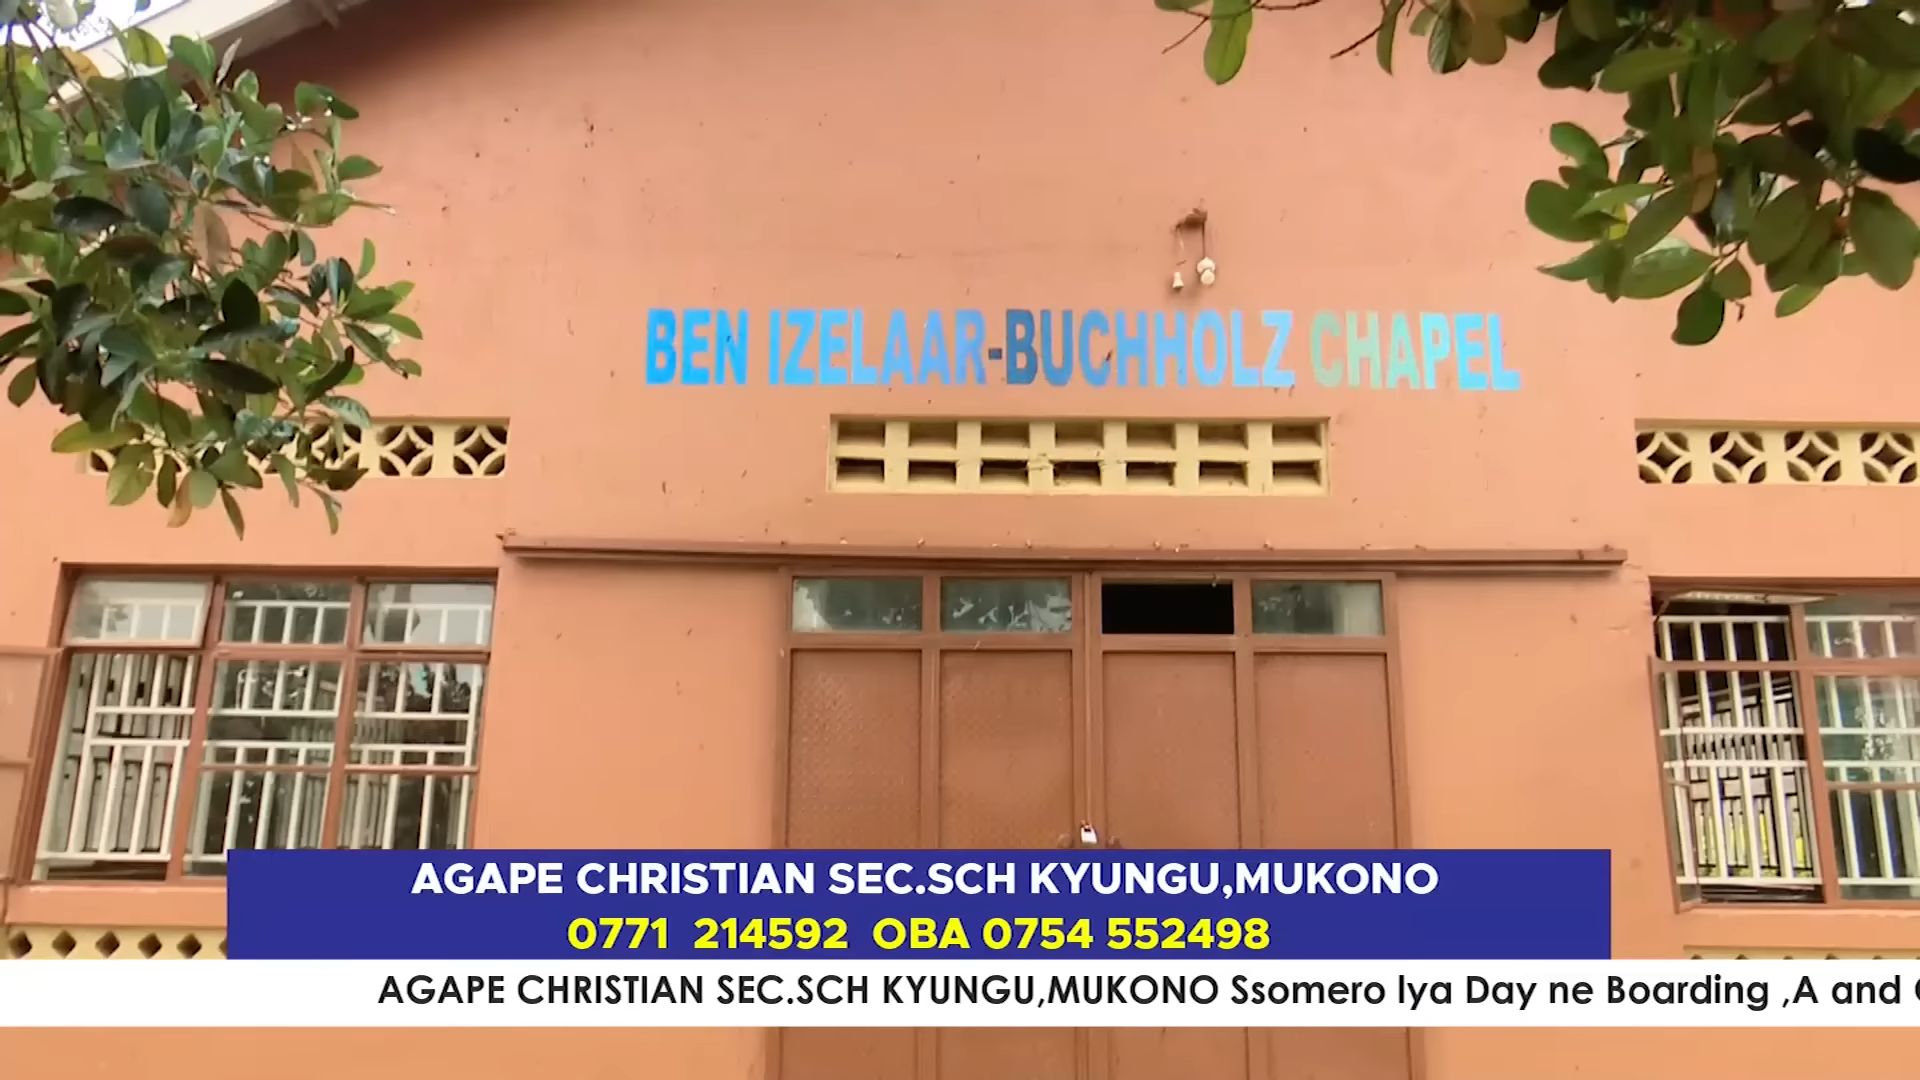 BEN IZELAAR-BUCHHOLZ CHAPEL
AGAPE CHRISTIAN SEC.SCH KYUNGU,MUKONO
0771 214592 OBA 0754 552498
AGAPE CHRISTIAN SEC.SCH KYUNGU,MUKONO Ssomero lya Day ne Boarding ,A and